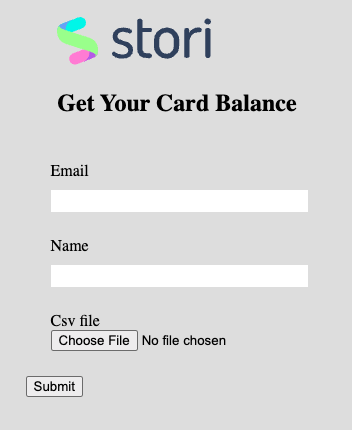 stori
Get Your Card Balance
Email
Name
Csv file
Choose File No file chosen
Submit